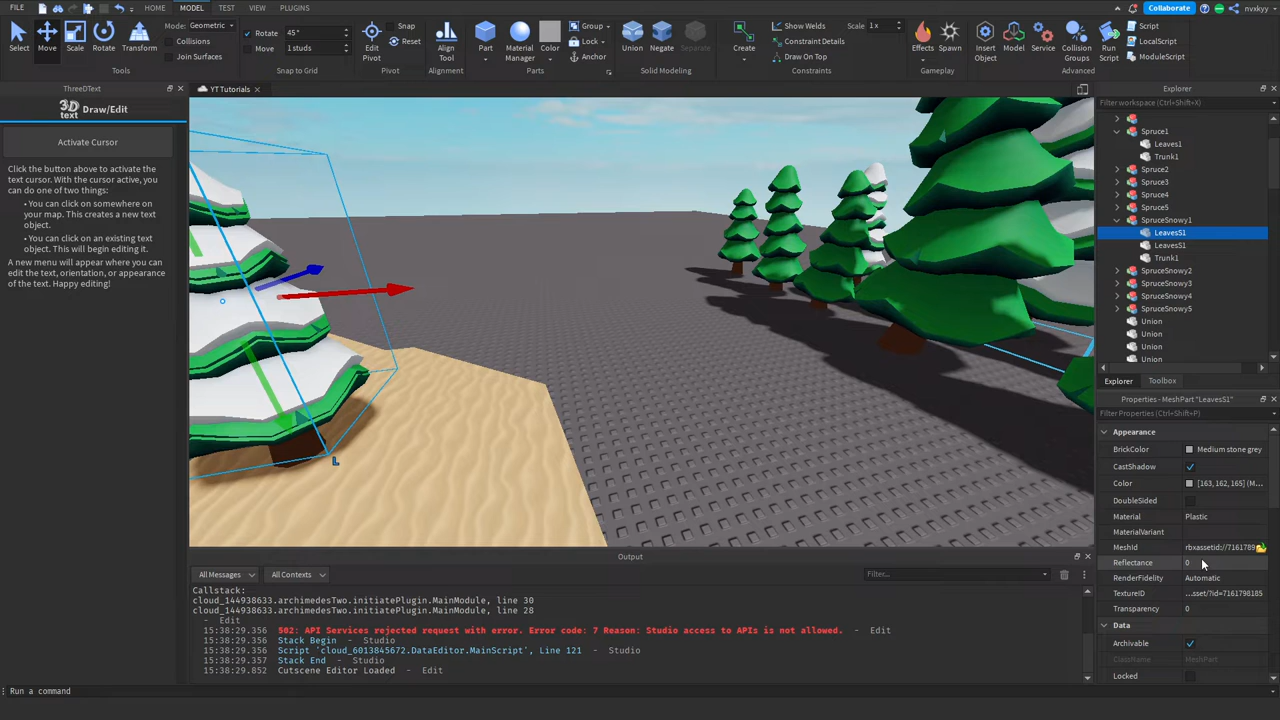 FILE
HOME
MODEL
TEST
VIEW
PLUGINS
Collaborate
nvxkyy
Select
Move
Scale
Rotate
Transform
Mode: Geometric
Collisions
Join Surfaces
Tools
Rotate 45°
Move 1 studs
Snap to Grid
Edit Pivot
Snap
Reset
Pivot
Align Tool
Alignment
Part
Material Manager
Color
Group
Lock
Anchor
Parts
Union
Negate
Separate
Solid Modeling
Create
Show Welds
Scale 1x
Constraint Details
Draw On Top
Constraints
Effects
Spawn
Gameplay
Insert Object
Model
Service
Collision Groups
Run Script
Script
LocalScript
ModuleScript
Advanced
ThreeDText
3D text Draw/Edit
Activate Cursor
Click the button above to activate the
text cursor. With the cursor active, you
can do one of two things:
• You can click on somewhere on
your map. This creates a new text
object.
• You can click on an existing text
object. This will begin editing it.
A new menu will appear where you can
edit the text, orientation, or appearance
of the text. Happy editing!
YT Tutorials
L
Explorer
Filter workspace (Ctrl+Shift+X)
Spruce1
Leaves1
Trunk1
Spruce2
Spruce3
Spruce4
Spruce5
SpruceSnowy1
LeavesS1
LeavesS1
Trunk1
SpruceSnowy2
SpruceSnowy3
SpruceSnowy4
SpruceSnowy5
Union
Union
Union
Union
Explorer Toolbox
Properties - MeshPart "LeavesS1"
Filter Properties (Ctrl+Shift+P)
Appearance
BrickColor Medium stone grey
CastShadow
Color [163, 162, 165] (M...
DoubleSided
Material Plastic
MaterialVariant
MeshId rbxassetid://7161789
Reflectance 0
RenderFidelity Automatic
TextureID ...sset/?id=7161798185
Transparency 0
Data
Archivable
ClassName MeshPart
Locked
Output
All Messages
All Contexts
Filter...
Callstack:
cloud_144938633.archimedesTwo.initiatePlugin.MainModule, line 30
cloud_144938633.archimedesTwo.initiatePlugin.MainModule, line 28
- Edit
15:38:29.356 502: API Services rejected request with error. Error code: 7 Reason: Studio access to APIs is not allowed. - Edit
15:38:29.356 Stack Begin - Studio
15:38:29.356 Script 'cloud_6013845672.DataEditor.MainScript', Line 121 - Studio
15:38:29.357 Stack End - Studio
15:38:29.852 Cutscene Editor Loaded - Edit
Run a command